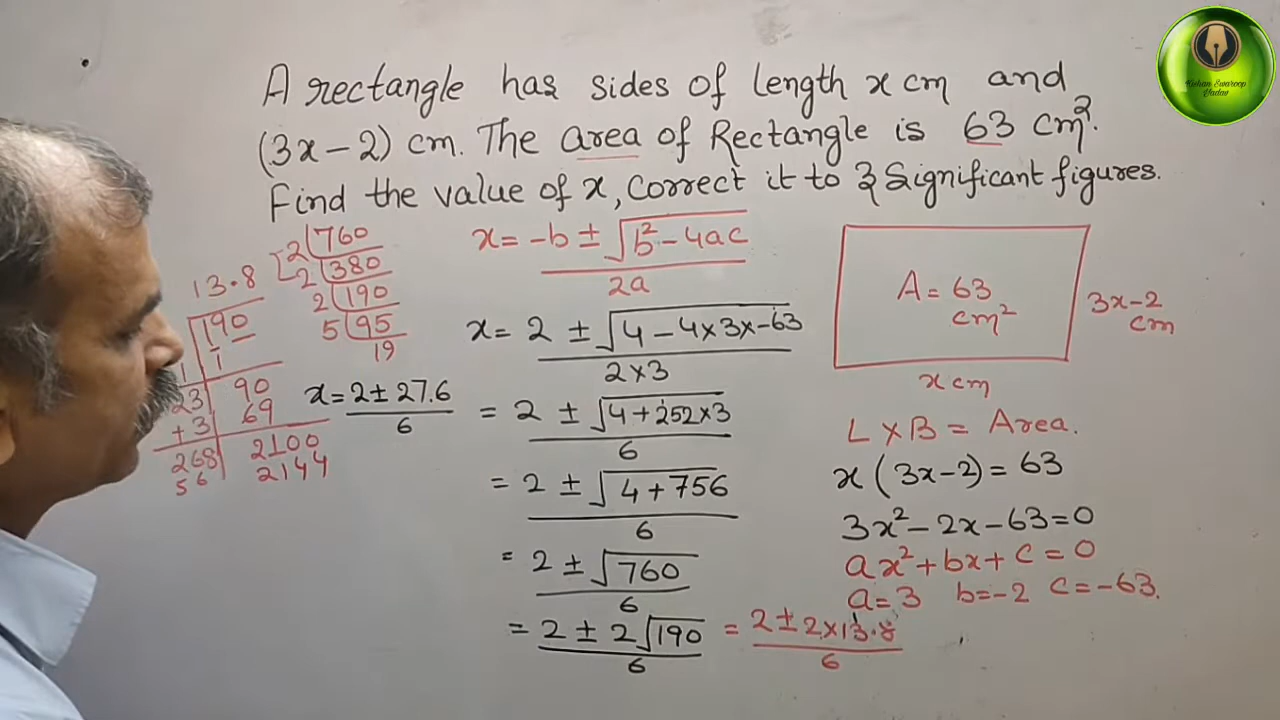 A rectangle has sides of length x cm and
(3x-2) cm. The area of Rectangle is 63 cm².
Find the value of x, correct it to 3 Significant figures.
2 | 760
2 | 380
2 | 190
5 | 95
19
13.8
190
1 | 1
23 | 90
+3 | 69
268 | 2100
56 | 2144
x = 2 ± 27.6 / 6
x = -b ± √b² - 4ac / 2a
x = 2 ± √4 - 4×3×-63 / 2×3
= 2 ± √4 + 252×3 / 6
= 2 ± √4 + 756 / 6
= 2 ± √760 / 6
= 2 ± 2√190 / 6 = 2 ± 2×13.8 / 6
A = 63
cm²
3x-2
cm
x cm
L × B = Area.
x (3x-2) = 63
3x² - 2x - 63 = 0
ax² + bx + c = 0
a = 3 b = -2 c = -63.
Kishan Swaroop
Yadav